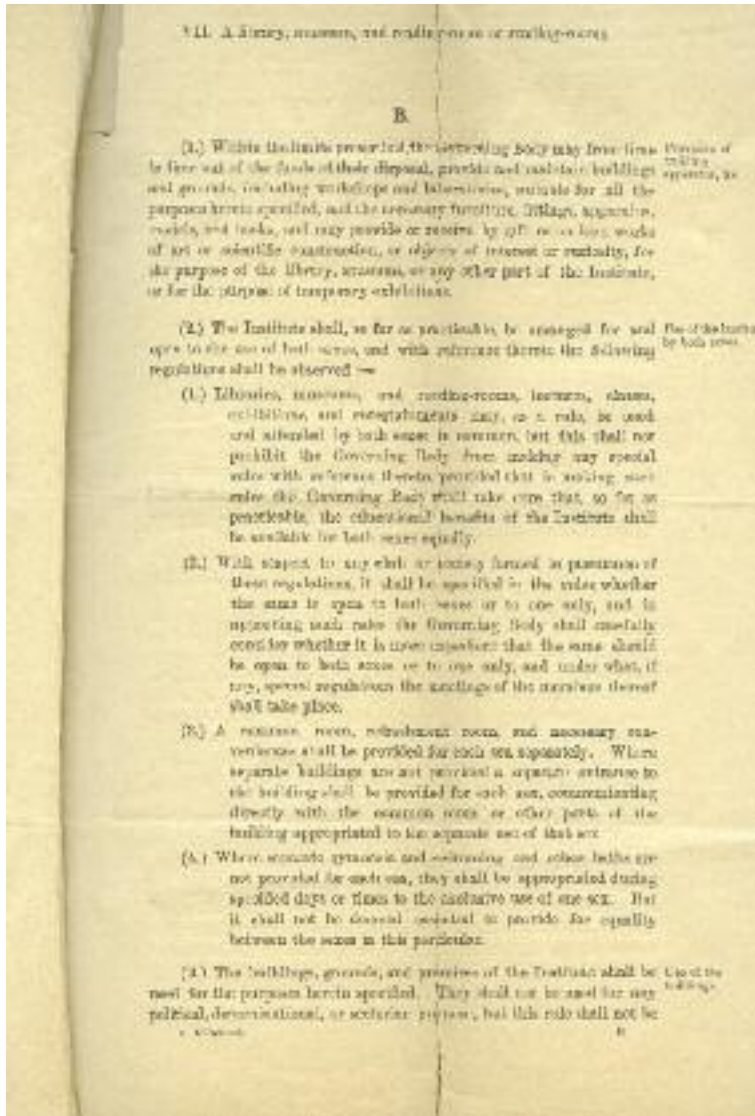 VII. A library, museum, and reading-room or reading-rooms
B.
(1.) Within the limits prescribed, the Governing Body may from time
to time out of the funds at their disposal, provide and maintain buildings
and grounds, including workshops and laboratories, suitable for all the
purposes herein specified, and the necessary furniture, fittings, apparatus,
models, and books, and may provide or receive by gift or on loan works
of art or scientific construction, or objects of interest or curiosity, for
the purpose of the library, museum, or any other part of the Institute,
or for the purpose of temporary exhibitions.
Provision of
building
apparatus, &c
(2.) The Institute shall, so far as practicable, be managed for and
open to the use of both sexes, and with reference thereto the following
regulations shall be observed —
Use of the Institute
by both sexes
(1.) Libraries, museums, and reading-rooms, lectures, classes,
exhibitions, and entertainments may, as a rule, be used
and attended by both sexes in common, but this shall not
prohibit the Governing Body from making any special
rules with reference thereto, provided that in making such
rules the Governing Body shall take care that, so far as
practicable, the educational benefits of the Institute shall
be available for both sexes equally.
(2.) With respect to any club or society formed in pursuance of
these regulations, it shall be specified in the rules whether
the same is open to both sexes or to one only, and in
approving such rules the Governing Body shall carefully
consider whether it is more expedient that the same should
be open to both sexes or to one only, and under what, if
any, special regulations the meetings of the members thereof
shall take place.
(3.) A common room, refreshment room, and necessary con-
veniences shall be provided for each sex separately. Where
separate buildings are not provided a separate entrance to
the building shall be provided for each sex, communicating
directly with the common room or other parts of the
building appropriated to the separate use of that sex
(4.) Where separate gymnasia and swimming and other baths are
not provided for each sex, they shall be appropriated during
specified days or times to the exclusive use of one sex. But
it shall not be deemed essential to provide for equality
between the sexes in this particular.
(3.) The buildings, grounds, and premises of the Institute shall be
used for the purposes herein specified. They shall not be used for any
political, denominational, or sectarian purpose, but this rule shall not be
Use of the
buildings.
B